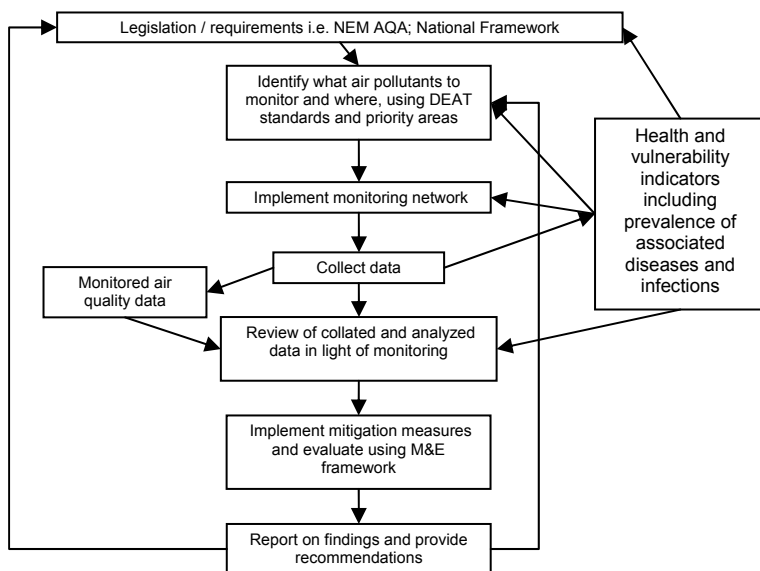 Legislation / requirements i.e. NEM AQA; National Framework
Identify what air pollutants to
monitor and where, using DEAT
standards and priority areas
Health and
vulnerability
indicators
including
prevalence of
associated
diseases and
infections
Implement monitoring network
Collect data
Monitored air
quality data
Review of collated and analyzed
data in light of monitoring
Implement mitigation measures
and evaluate using M&E
framework
Report on findings and provide
recommendations